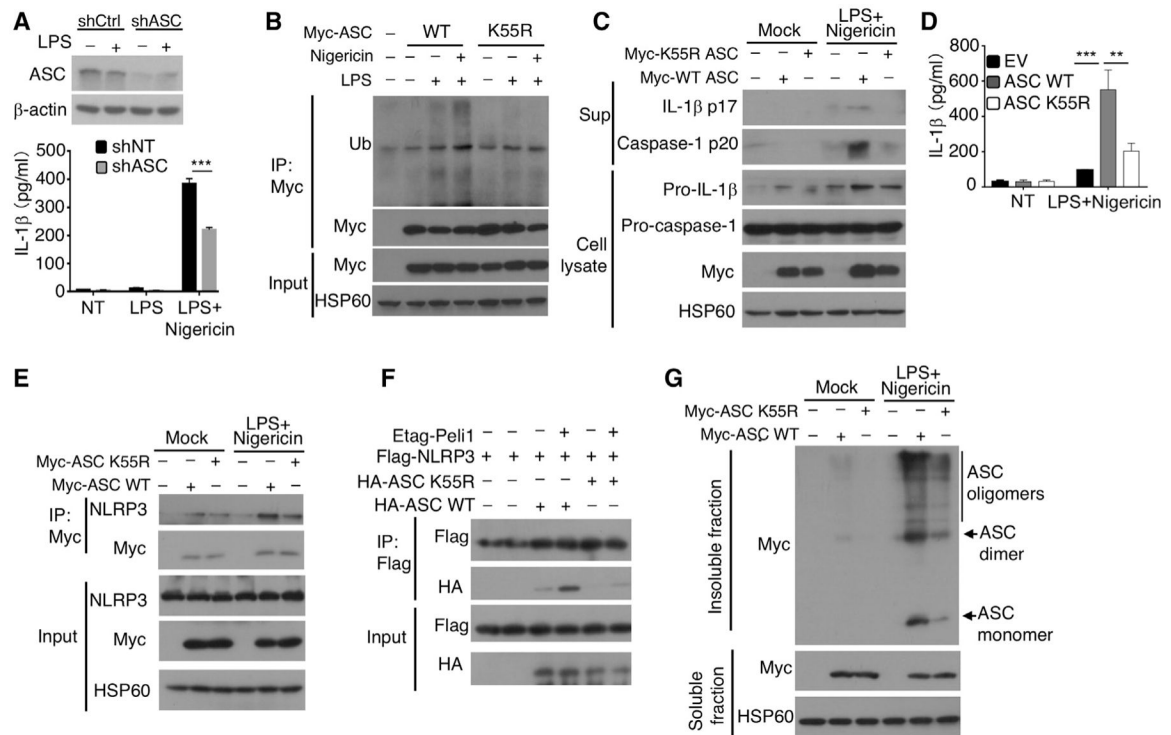 A
shCtrl shASC
LPS – + – +
ASC
β-actin
IL-1β (pg/ml)
500
400
300
200
100
0
shNT
shASC
***
NT LPS LPS+
Nigericin
B
Myc-ASC – WT K55R
Nigericin – – – + – – +
LPS – – + + – + +
IP:
Myc
Ub
Myc
Input
Myc
HSP60
C
Mock LPS+
Nigericin
Myc-K55R ASC – – + – – +
Myc-WT ASC – + – – + –
Sup
IL-1β p17
Caspase-1 p20
Cell
lysate
Pro-IL-1β
Pro-caspase-1
Myc
HSP60
D
IL-1β (pg/ml)
800
600
400
200
0
EV
ASC WT
ASC K55R
*** **
NT LPS+Nigericin
E
Mock LPS+
Nigericin
Myc-ASC K55R – – + – – +
Myc-ASC WT – + – – + –
IP:
Myc
NLRP3
Myc
Input
NLRP3
Myc
HSP60
F
Etag-Peli1 – – – + – +
Flag-NLRP3 + + + + + +
HA-ASC K55R – – – – + +
HA-ASC WT – – + + – –
IP:
Flag
Flag
HA
Input
Flag
HA
G
Mock LPS+
Nigericin
Myc-ASC K55R – – + – – +
Myc-ASC WT – + – – + –
Insoluble fraction
Myc
ASC
oligomers
ASC
dimer
ASC
monomer
Soluble
fraction
Myc
HSP60